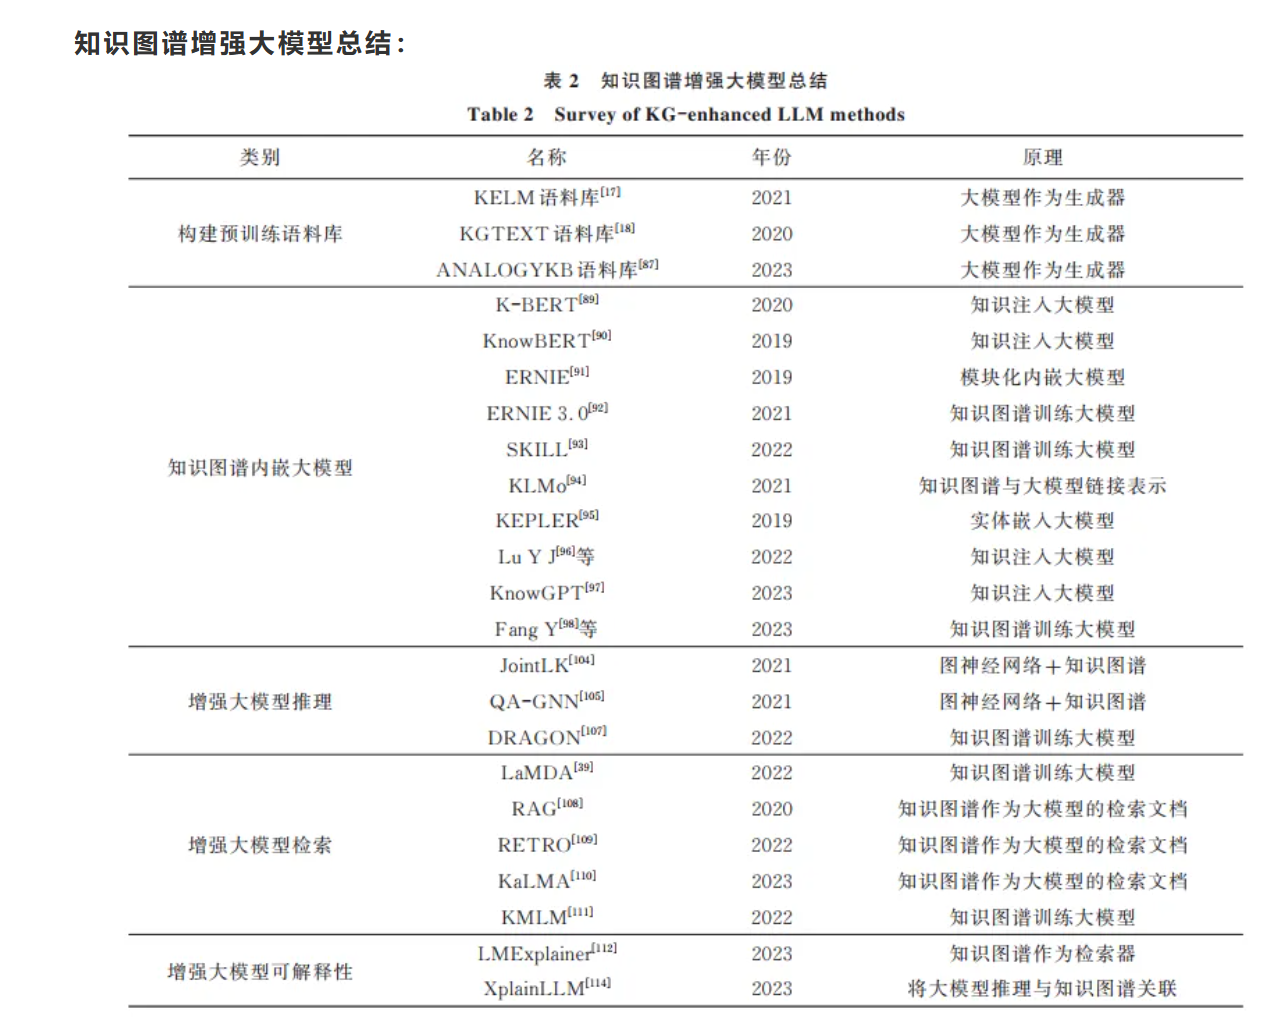 知识图谱增强大模型总结：
表 2 知识图谱增强大模型总结
Table 2 Survey of KG-enhanced LLM methods
类别 名称 年份 原理
KELM 语料库[17] 2021 大模型作为生成器
构建预训练语料库 KGTEXT 语料库[18] 2020 大模型作为生成器
ANALOGYKB 语料库[87] 2023 大模型作为生成器
K-BERT[89] 2020 知识注入大模型
KnowBERT[90] 2019 知识注入大模型
ERNIE[91] 2019 模块化内嵌大模型
ERNIE 3.0[92] 2021 知识图谱训练大模型
SKILL[93] 2022 知识图谱训练大模型
知识图谱内嵌大模型
KLMo[94] 2021 知识图谱与大模型链接表示
KEPLER[95] 2019 实体嵌入大模型
Lu Y J[96]等 2022 知识注入大模型
KnowGPT[97] 2023 知识注入大模型
Fang Y[98]等 2023 知识图谱训练大模型
JointLK[104] 2021 图神经网络+知识图谱
增强大模型推理 QA-GNN[105] 2021 图神经网络+知识图谱
DRAGON[107] 2022 知识图谱训练大模型
LaMDA[39] 2022 知识图谱训练大模型
RAG[108] 2020 知识图谱作为大模型的检索文档
增强大模型检索 RETRO[109] 2022 知识图谱作为大模型的检索文档
KaLMA[110] 2023 知识图谱作为大模型的检索文档
KMLM[111] 2022 知识图谱训练大模型
LMExplainer[112] 2023 知识图谱作为检索器
增强大模型可解释性
XplainLLM[114] 2023 将大模型推理与知识图谱关联